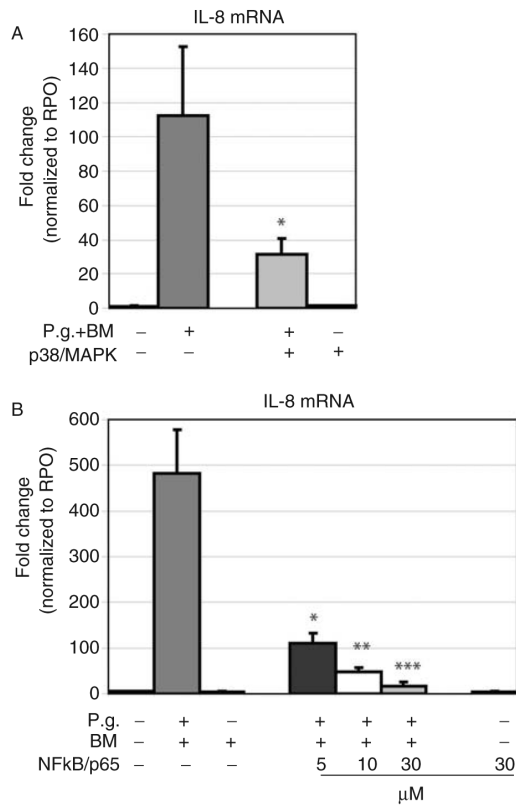 A
IL-8 mRNA
Fold change
(normalized to RPO)
160
140
120
100
80
60
40
20
0
*
P.g.+BM – + + –
p38/MAPK – – + +
B
IL-8 mRNA
Fold change
(normalized to RPO)
600
500
400
300
200
100
0
* ** ***
P.g. – + – + + + –
BM – + + + + + –
NFkB/p65 – – – 5 10 30 30
μM